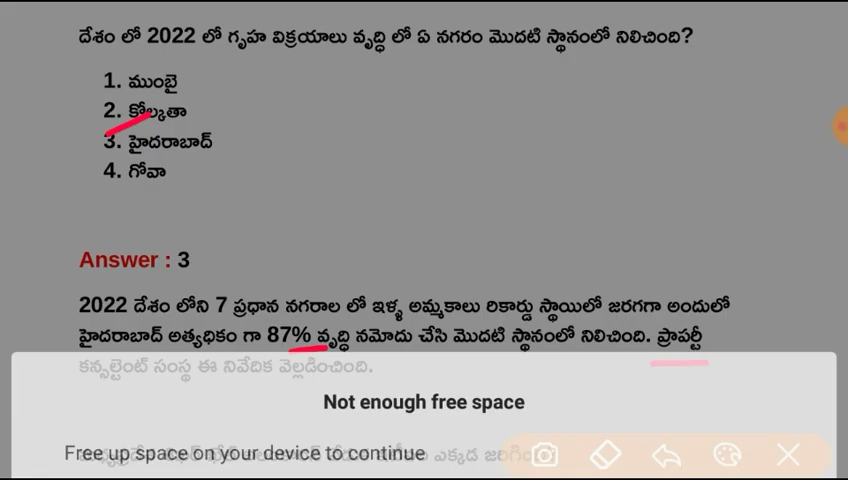 దేశం లో 2022 లో గృహ విక్రయాలు వృద్ధి లో ఏ నగరం మొదటి స్థానంలో నిలిచింది?
1. ముంబై
2. కోల్కతా
3. హైదరాబాద్
4. గోవా
Answer : 3
2022 దేశం లోని 7 ప్రధాన నగరాల లో ఇళ్ళ అమ్మకాలు రికార్డు స్థాయిలో జరగగా అందులో
హైదరాబాద్ అత్యధికం గా 87% వృద్ధి నమోదు చేసి మొదటి స్థానంలో నిలిచింది. ప్రాపర్టీ
కన్సల్టెంట్ సంస్థ ఈ నివేదిక వెల్లడించింది.
Not enough free space
Free up space on your device to continue
ఎక్కడ